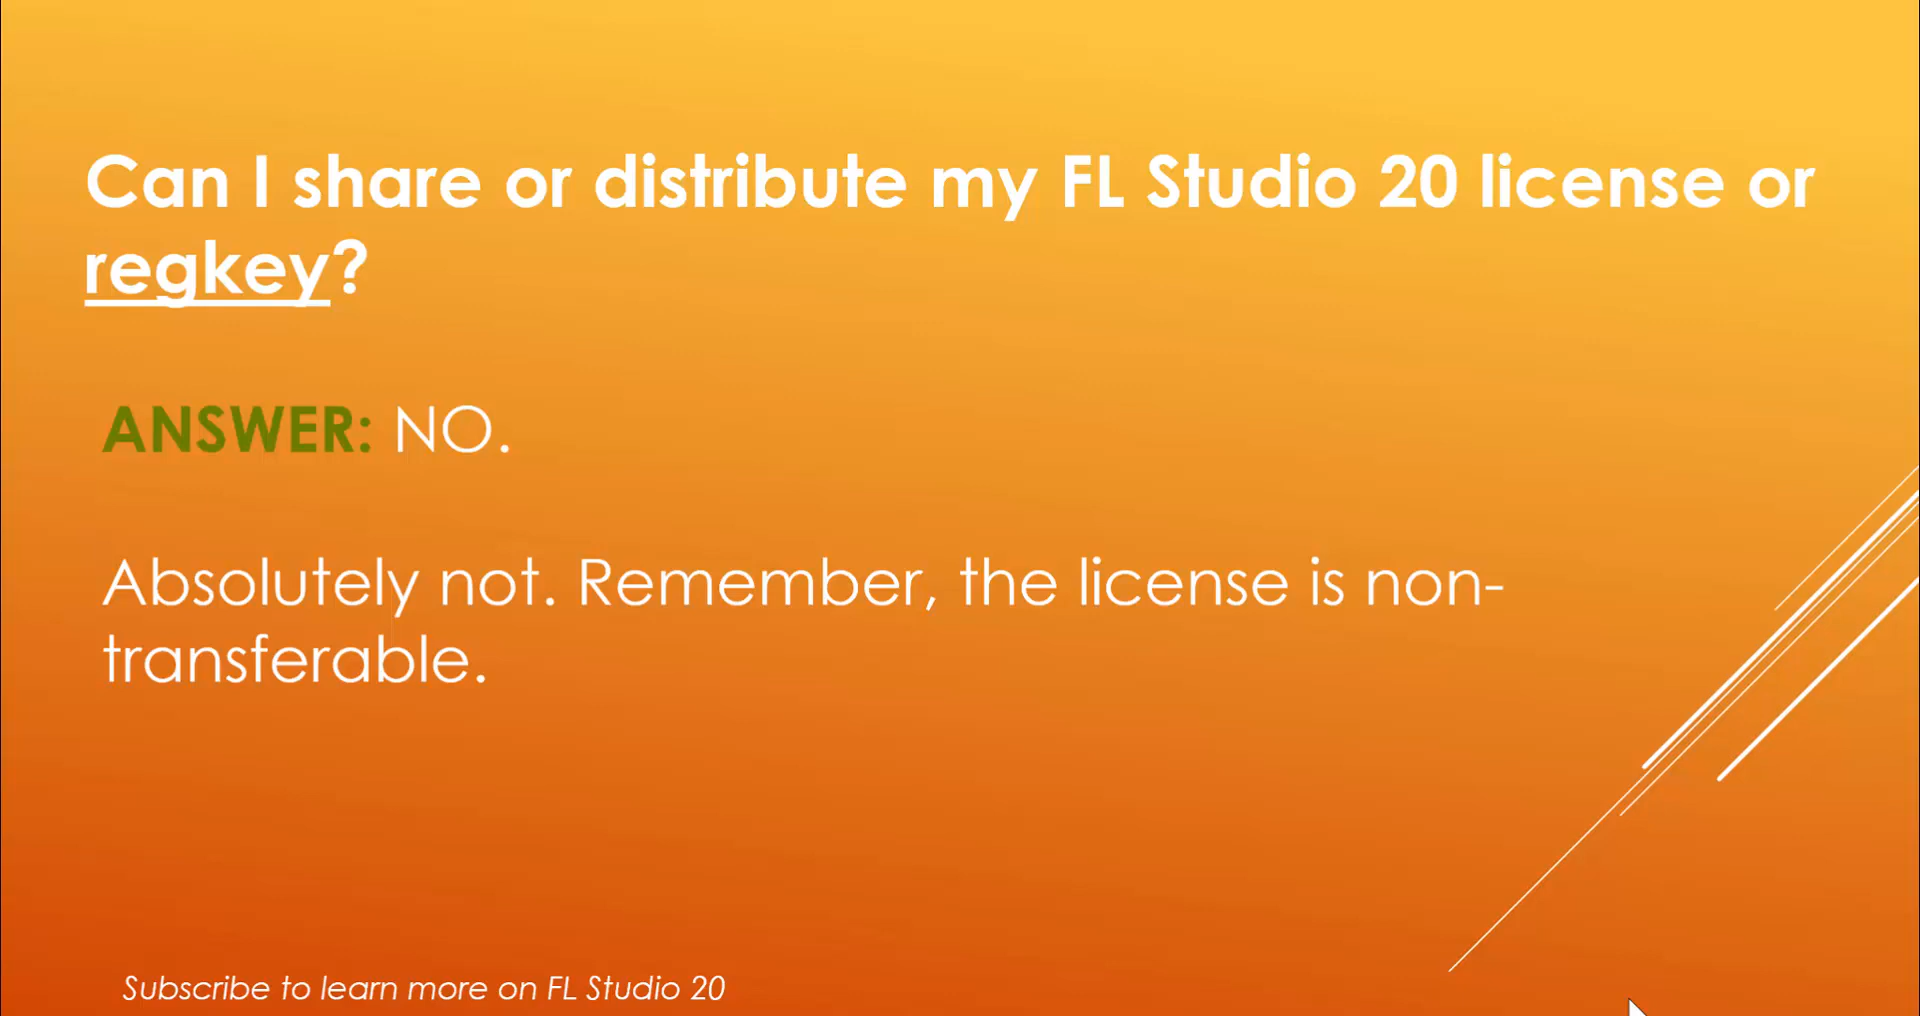 Can I share or distribute my FL Studio 20 license or
regkey?
ANSWER: NO.
Absolutely not. Remember, the license is non-
transferable.
Subscribe to learn more on FL Studio 20